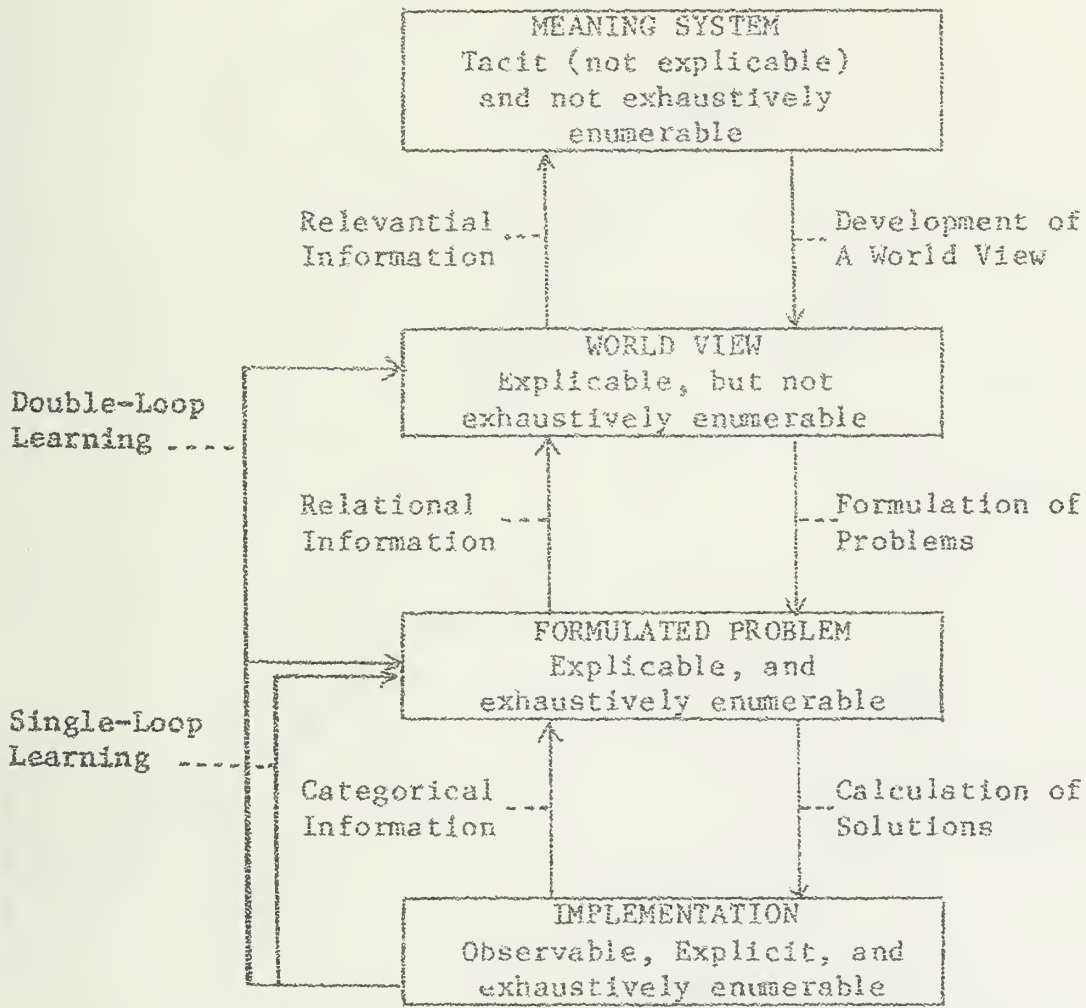 MEANING SYSTEM
Tacit (not explicable)
and not exhaustively
enumerable
Relevantial
Information
Development of
A World View
WORLD VIEW
Explicable, but not
exhaustively enumerable
Double-Loop
Learning
Relational
Information
Formulation of
Problems
FORMULATED PROBLEM
Explicable, and
exhaustively enumerable
Single-Loop
Learning
Categorical
Information
Calculation of
Solutions
IMPLEMENTATION
Observable, Explicit, and
exhaustively enumerable